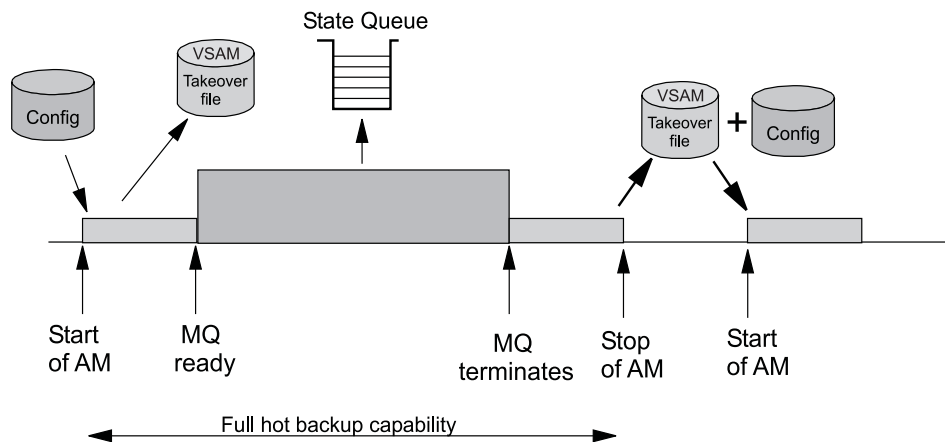 State Queue
VSAM
Takeover
file
Config
VSAM
Takeover
file
+
Config
Start
of AM
MQ
ready
MQ
terminates
Stop
of AM
Start
of AM
Full hot backup capability